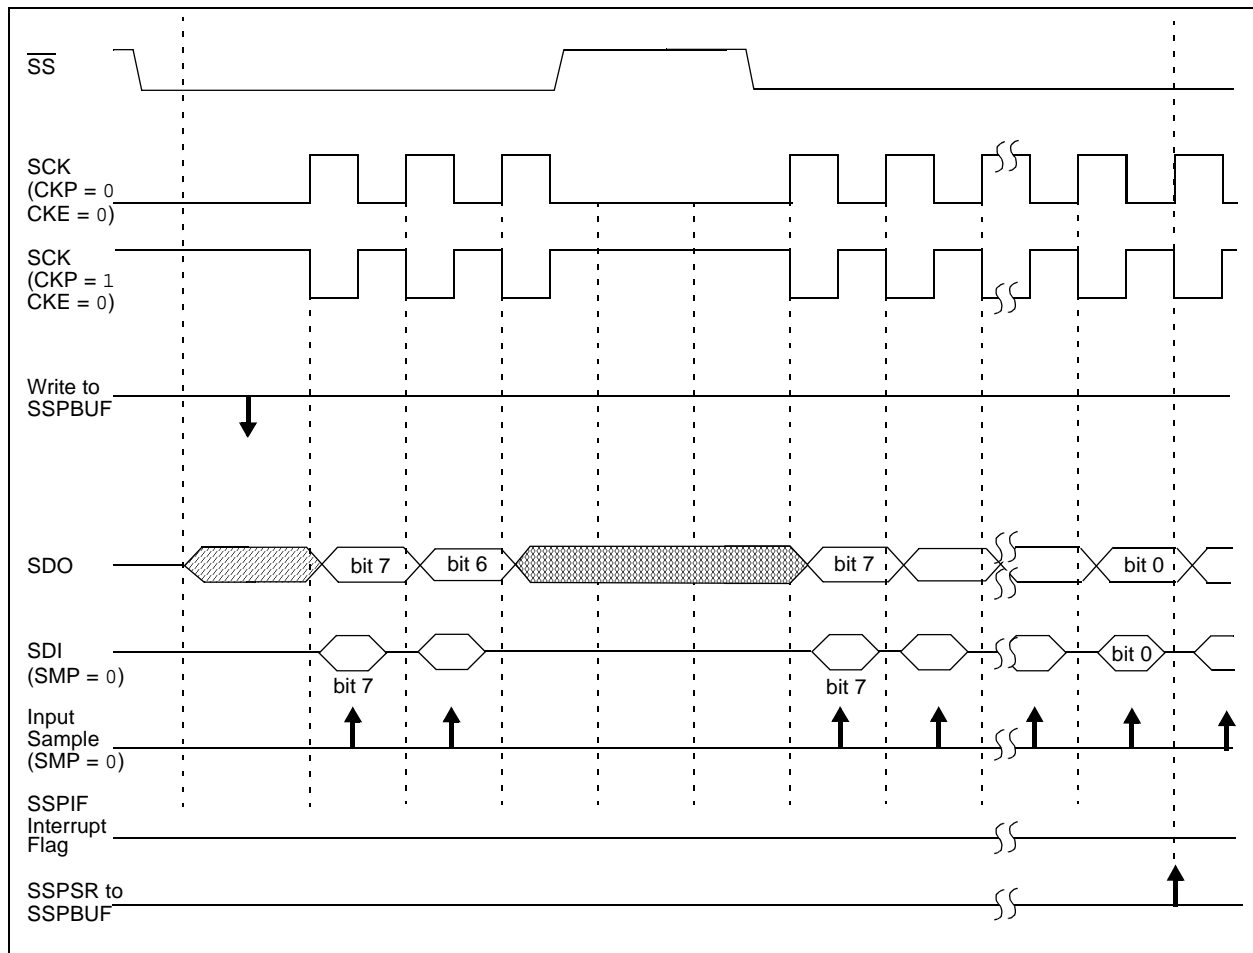 SS
SCK
(CKP = 0
CKE = 0)
SCK
(CKP = 1
CKE = 0)
Write to
SSPBUF
SDO
bit 7
bit 6
bit 7
bit 0
SDI
(SMP = 0)
bit 7
bit 7
bit 0
Input
Sample
(SMP = 0)
SSPIF
Interrupt
Flag
SSPSR to
SSPBUF